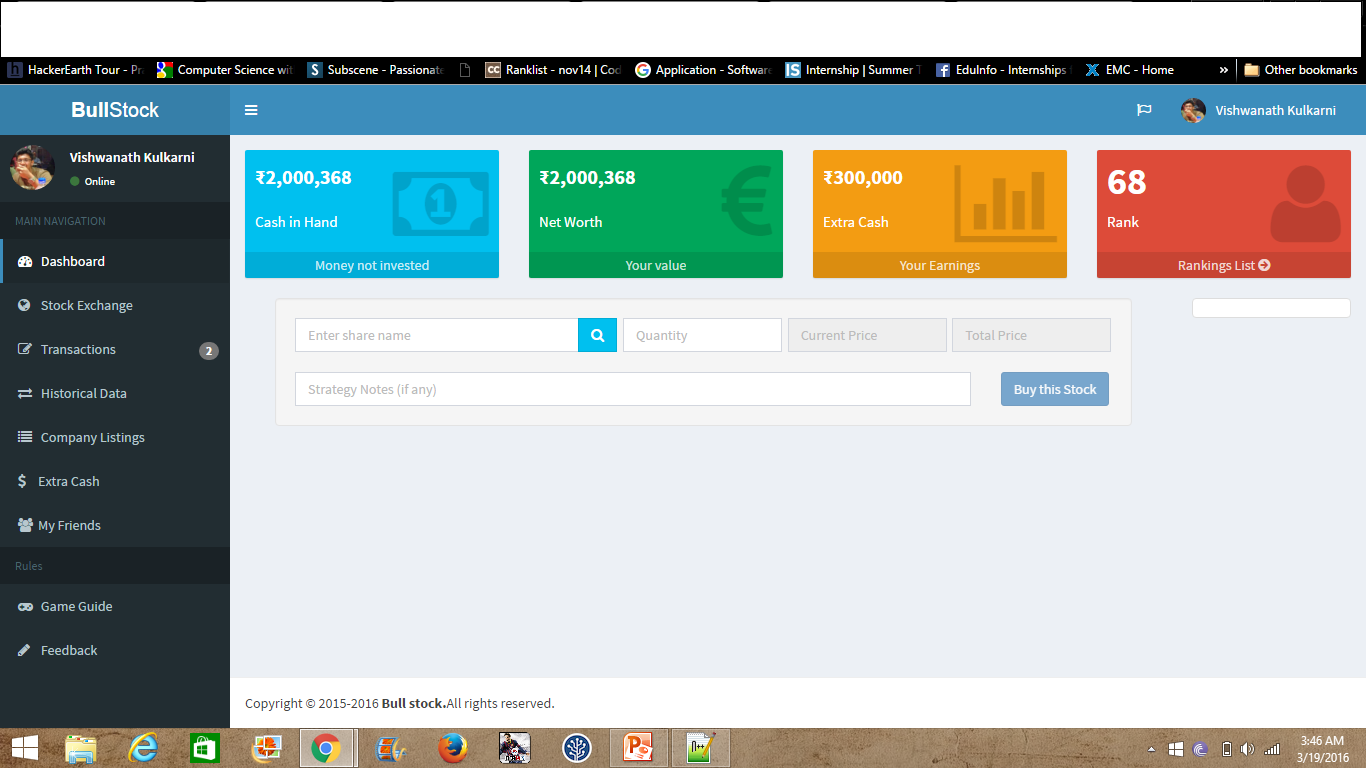 HackerEarth Tour - Pr
Computer Science wit
Subscene - Passionate
Ranklist - nov14 | Cod
Application - Software
Internship | Summer T
EduInfo - Internships
EMC - Home
»
Other bookmarks
BullStock
Vishwanath Kulkarni
Vishwanath Kulkarni
Online
MAIN NAVIGATION
Dashboard
Stock Exchange
Transactions 2
Historical Data
Company Listings
$ Extra Cash
My Friends
Rules
Game Guide
Feedback
₹2,000,368
Cash in Hand
Money not invested
₹2,000,368
Net Worth
Your value
₹300,000
Extra Cash
Your Earnings
68
Rank
Rankings List
Enter share name
Quantity
Current Price
Total Price
Strategy Notes (if any)
Buy this Stock
Copyright © 2015-2016 Bull stock.All rights reserved.
3:46 AM
3/19/2016